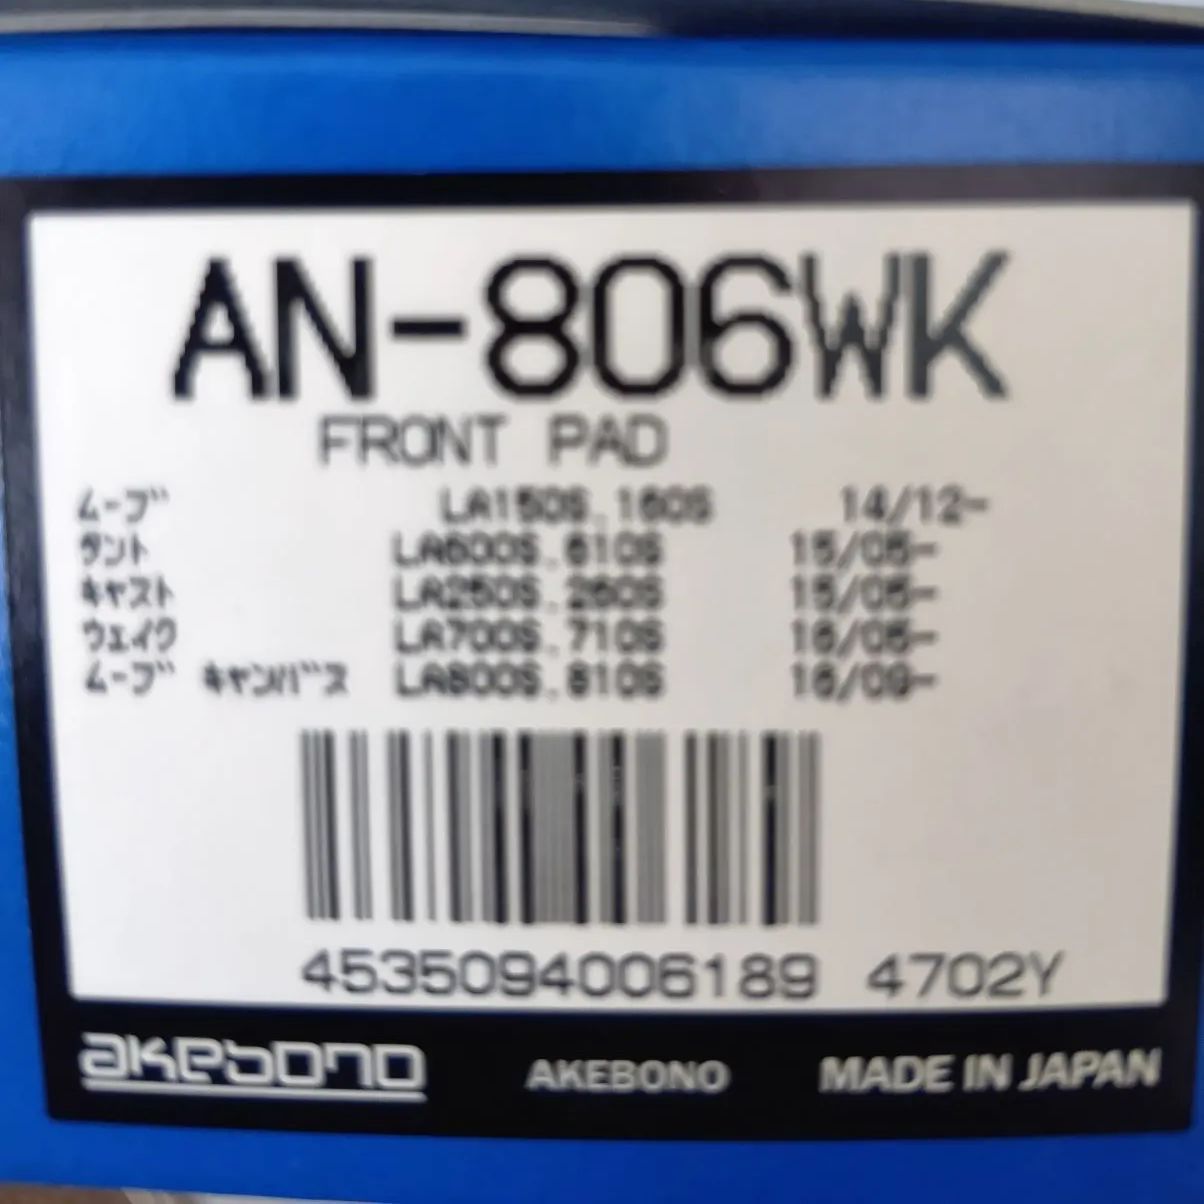 AN-806WK
FRONT PAD
ムーブ LA150S.160S 14/12-
タント LA600S.610S 15/05-
キャスト LA250S.260S 15/05-
ウェイク LA700S.710S 16/05-
ムーブ キャンバス LA800S.810S 16/09-
4535094006189 4702Y
akebono AKEBONO MADE IN JAPAN